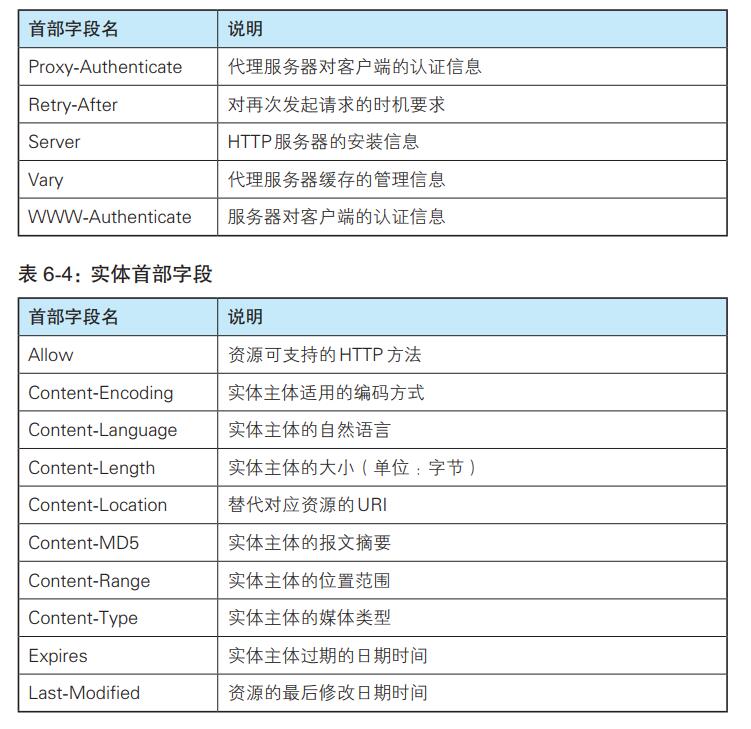 首部字段名 说明
Proxy-Authenticate 代理服务器对客户端的认证信息
Retry-After 对再次发起请求的时机要求
Server HTTP服务器的安装信息
Vary 代理服务器缓存的管理信息
WWW-Authenticate 服务器对客户端的认证信息
表 6-4：实体首部字段
首部字段名 说明
Allow 资源可支持的HTTP方法
Content-Encoding 实体主体适用的编码方式
Content-Language 实体主体的自然语言
Content-Length 实体主体的大小（单位：字节）
Content-Location 替代对应资源的URI
Content-MD5 实体主体的报文摘要
Content-Range 实体主体的位置范围
Content-Type 实体主体的媒体类型
Expires 实体主体过期的日期时间
Last-Modified 资源的最后修改日期时间